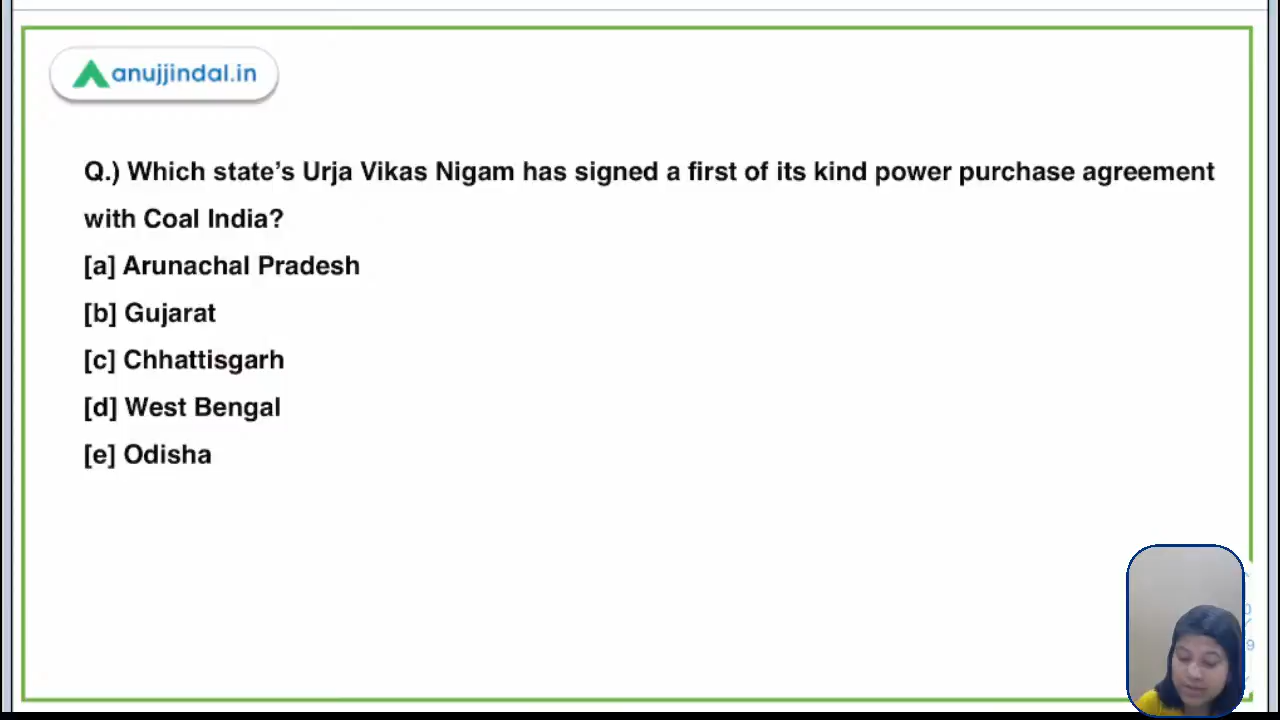 anujjindal.in
Q.) Which state’s Urja Vikas Nigam has signed a first of its kind power purchase agreement
with Coal India?
[a] Arunachal Pradesh
[b] Gujarat
[c] Chhattisgarh
[d] West Bengal
[e] Odisha
9